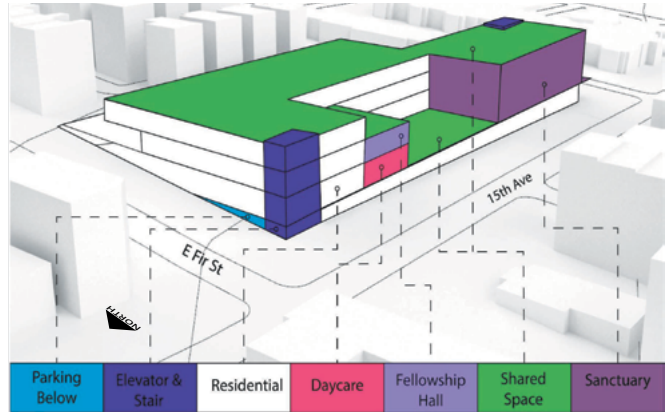 15th Ave
E Fir St
NORTH
Parking
Below
Elevator &
Stair
Residential
Daycare
Fellowship
Hall
Shared
Space
Sanctuary